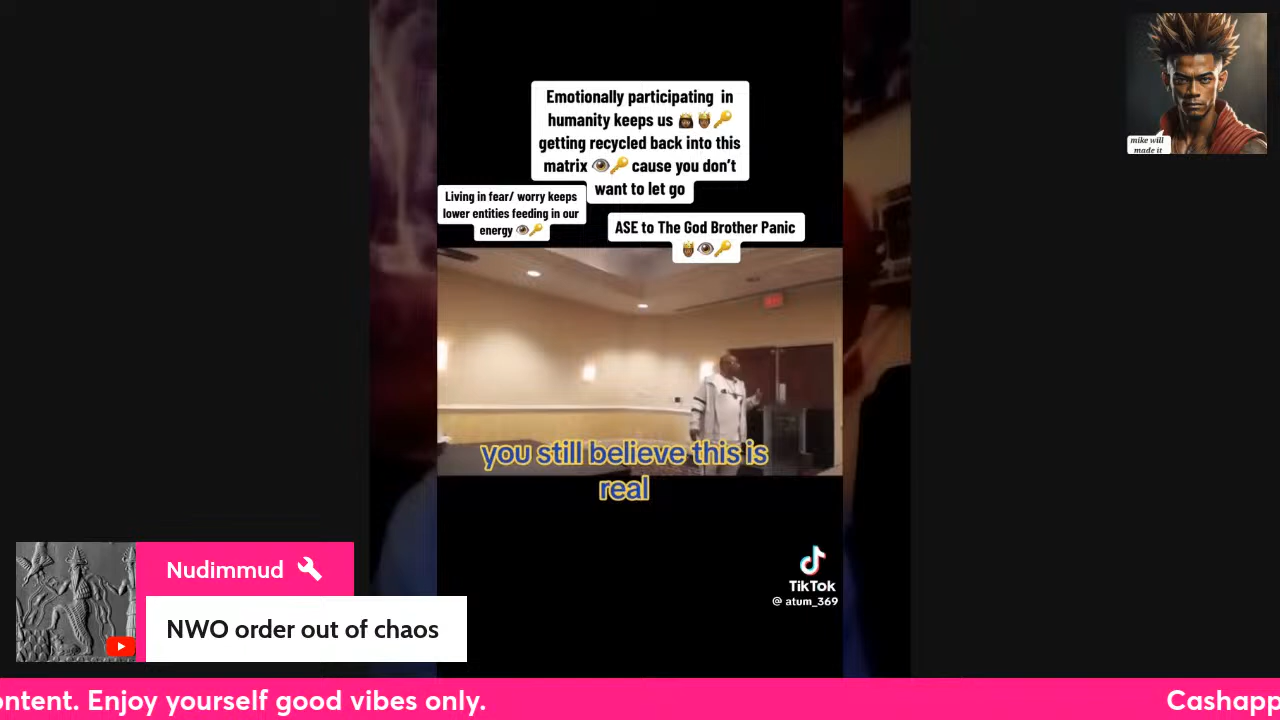 Emotionally participating in
humanity keeps us 👩🏾🤴🏽🔑
getting recycled back into this
matrix 👁️🔑 cause you don't
want to let go
Living in fear/ worry keeps
lower entities feeding in our
energy 👁️🔑
ASE to The God Brother Panic
🤴🏽👁️🔑
mike will
made it
you still believe this is
real
TikTok
@ atum_369
Nudimmud
NWO order out of chaos
ontent. Enjoy yourself good vibes only.
Cashapp